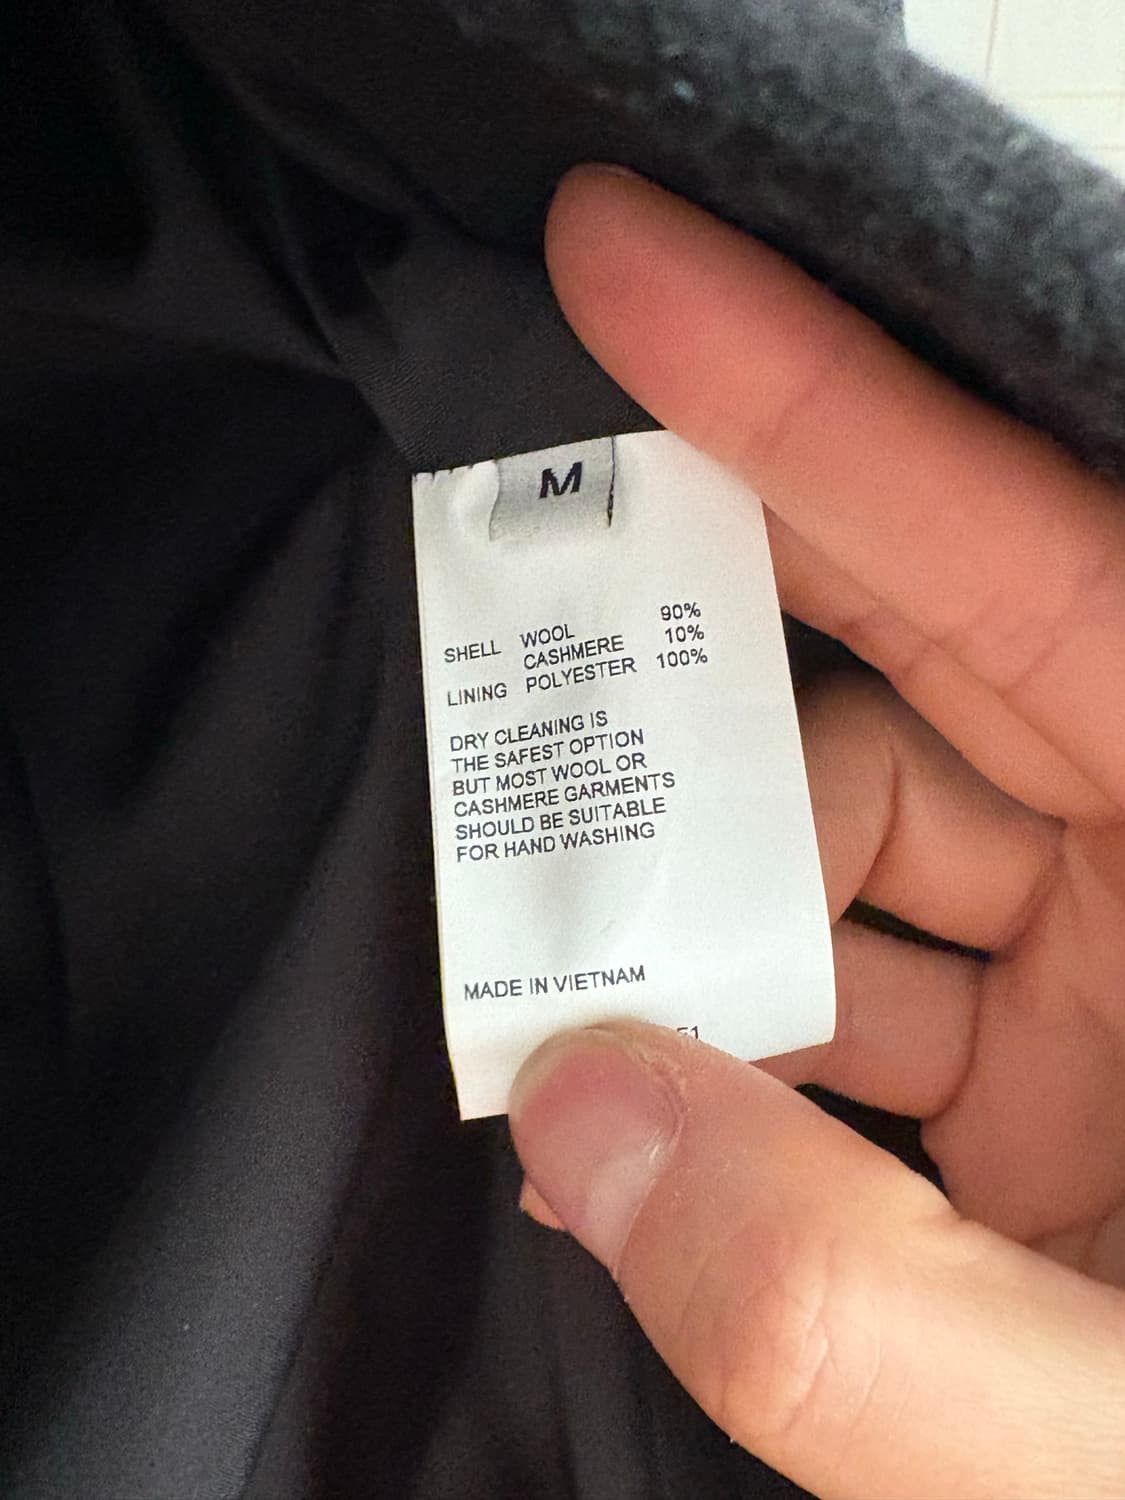 M
SHELL WOOL 90%
CASHMERE 10%
LINING POLYESTER 100%
DRY CLEANING IS
THE SAFEST OPTION
BUT MOST WOOL OR
CASHMERE GARMENTS
SHOULD BE SUITABLE
FOR HAND WASHING
MADE IN VIETNAM